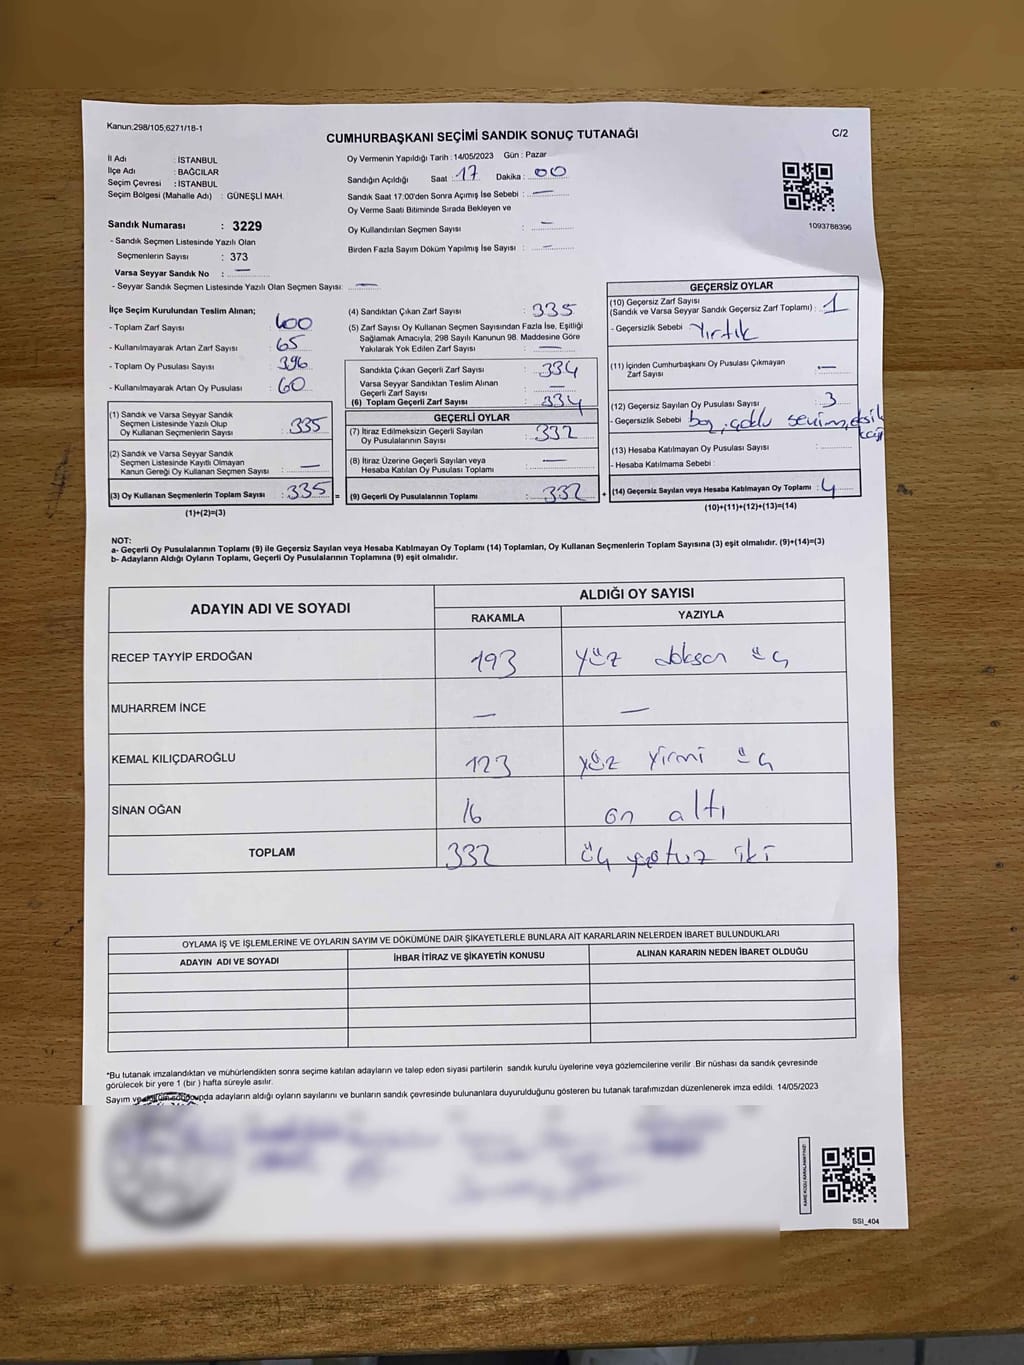 Kanun;298/105;6271/18-1
CUMHURBAŞKANI SEÇİMİ SANDIK SONUÇ TUTANAĞI
C/2
İl Adı : İSTANBUL
İlçe Adı : BAĞCILAR
Seçim Çevresi : İSTANBUL
Seçim Bölgesi (Mahalle Adı) : GÜNEŞLİ MAH.
Oy Vermenin Yapıldığı Tarih : 14/05/2023 Gün : Pazar
Sandığın Açıldığı Saat : 17 Dakika : 00
Sandık Saat 17:00'den Sonra Açımış İse Sebebi : —
Oy Verme Saati Bitiminde Sırada Bekleyen ve
Oy Kullandırılan Seçmen Sayısı : —
Birden Fazla Sayım Döküm Yapılmış İse Sayısı : —
1093788396
Sandık Numarası : 3229
- Sandık Seçmen Listesinde Yazılı Olan
Seçmenlerin Sayısı : 373
Varsa Seyyar Sandık No : —
- Seyyar Sandık Seçmen Listesinde Yazılı Olan Seçmen Sayısı: —
İlçe Seçim Kurulundan Teslim Alınan;
- Toplam Zarf Sayısı : 400
- Kullanılmayarak Artan Zarf Sayısı : 65
- Toplam Oy Pusulası Sayısı : 396
- Kullanılmayarak Artan Oy Pusulası : 60
(1) Sandık ve Varsa Seyyar Sandık
Seçmen Listesinde Yazılı Olup
Oy Kullanan Seçmenlerin Sayısı : 335
(2) Sandık ve Varsa Seyyar Sandık
Seçmen Listesinde Kayıtlı Olmayan
Kanun Gereği Oy Kullanan Seçmen Sayısı : —
(3) Oy Kullanan Seçmenlerin Toplam Sayısı : 335 =
(1)+(2)=(3)
(4) Sandıktan Çıkan Zarf Sayısı : 335
(5) Zarf Sayısı Oy Kullanan Seçmen Sayısından Fazla İse, Eşitliği
Sağlamak Amacıyla, 298 Sayılı Kanunun 98. Maddesine Göre
Yakılarak Yok Edilen Zarf Sayısı : —
Sandıkta Çıkan Geçerli Zarf Sayısı : 334
Varsa Seyyar Sandıktan Teslim Alınan
Geçerli Zarf Sayısı : —
(6) Toplam Geçerli Zarf Sayısı : 334
GEÇERLİ OYLAR
(7) İtiraz Edilmeksizin Geçerli Sayılan
Oy Pusulalarının Sayısı : 332
(8) İtiraz Üzerine Geçerli Sayılan veya
Hesaba Katılan Oy Pusulası Toplamı : —
(9) Geçerli Oy Pusulalarının Toplamı : 332 +
GEÇERSİZ OYLAR
(10) Geçersiz Zarf Sayısı
(Sandık ve Varsa Seyyar Sandık Geçersiz Zarf Toplamı) : 1
- Geçersizlik Sebebi : Yırtık
(11) İçinden Cumhurbaşkanı Oy Pusulası Çıkmayan
Zarf Sayısı : —
(12) Geçersiz Sayılan Oy Pusulası Sayısı : 3
- Geçersizlik Sebebi : boş, çoklu seçim, eksik
(13) Hesaba Katılmayan Oy Pusulası Sayısı :
- Hesaba Katılmama Sebebi :
(14) Geçersiz Sayılan veya Hesaba Katılmayan Oy Toplamı : 4
(10)+(11)+(12)+(13)=(14)
NOT:
a- Geçerli Oy Pusulalarının Toplamı (9) ile Geçersiz Sayılan veya Hesaba Katılmayan Oy Toplamı (14) Toplamları, Oy Kullanan Seçmenlerin Toplam Sayısına (3) eşit olmalıdır. (9)+(14)=(3)
b- Adayların Aldığı Oyların Toplamı, Geçerli Oy Pusulalarının Toplamına (9) eşit olmalıdır.
ADAYIN ADI VE SOYADI
ALDIĞI OY SAYISI
RAKAMLA YAZIYLA
RECEP TAYYİP ERDOĞAN 193 yüz doksan üç
MUHARREM İNCE — —
KEMAL KILIÇDAROĞLU 123 yüz yirmi üç
SİNAN OĞAN 16 on altı
TOPLAM 332 üç yüz otuz iki
OYLAMA İŞ VE İŞLEMLERİNE VE OYLARIN SAYIM VE DÖKÜMÜNE DAİR ŞİKAYETLERLE BUNLARA AİT KARARLARIN NELERDEN İBARET BULUNDUKLARI
ADAYIN ADI VE SOYADI İHBAR İTİRAZ VE ŞİKAYETİN KONUSU ALINAN KARARIN NEDEN İBARET OLDUĞU
*Bu tutanak imzalandıktan ve mühürlendikten sonra seçime katılan adayların ve talep eden siyasi partilerin sandık kurulu üyelerine veya gözlemcilerine verilir .Bir nüshası da sandık çevresinde
görülecek bir yere 1 (bir ) hafta süreyle asılır.
Sayım ve adayların aldığı oyların sayılarını ve bunların sandık çevresinde bulunanlara duyurulduğunu gösteren bu tutanak tarafımızdan düzenlenerek imza edildi. 14/05/2023
SSI_404